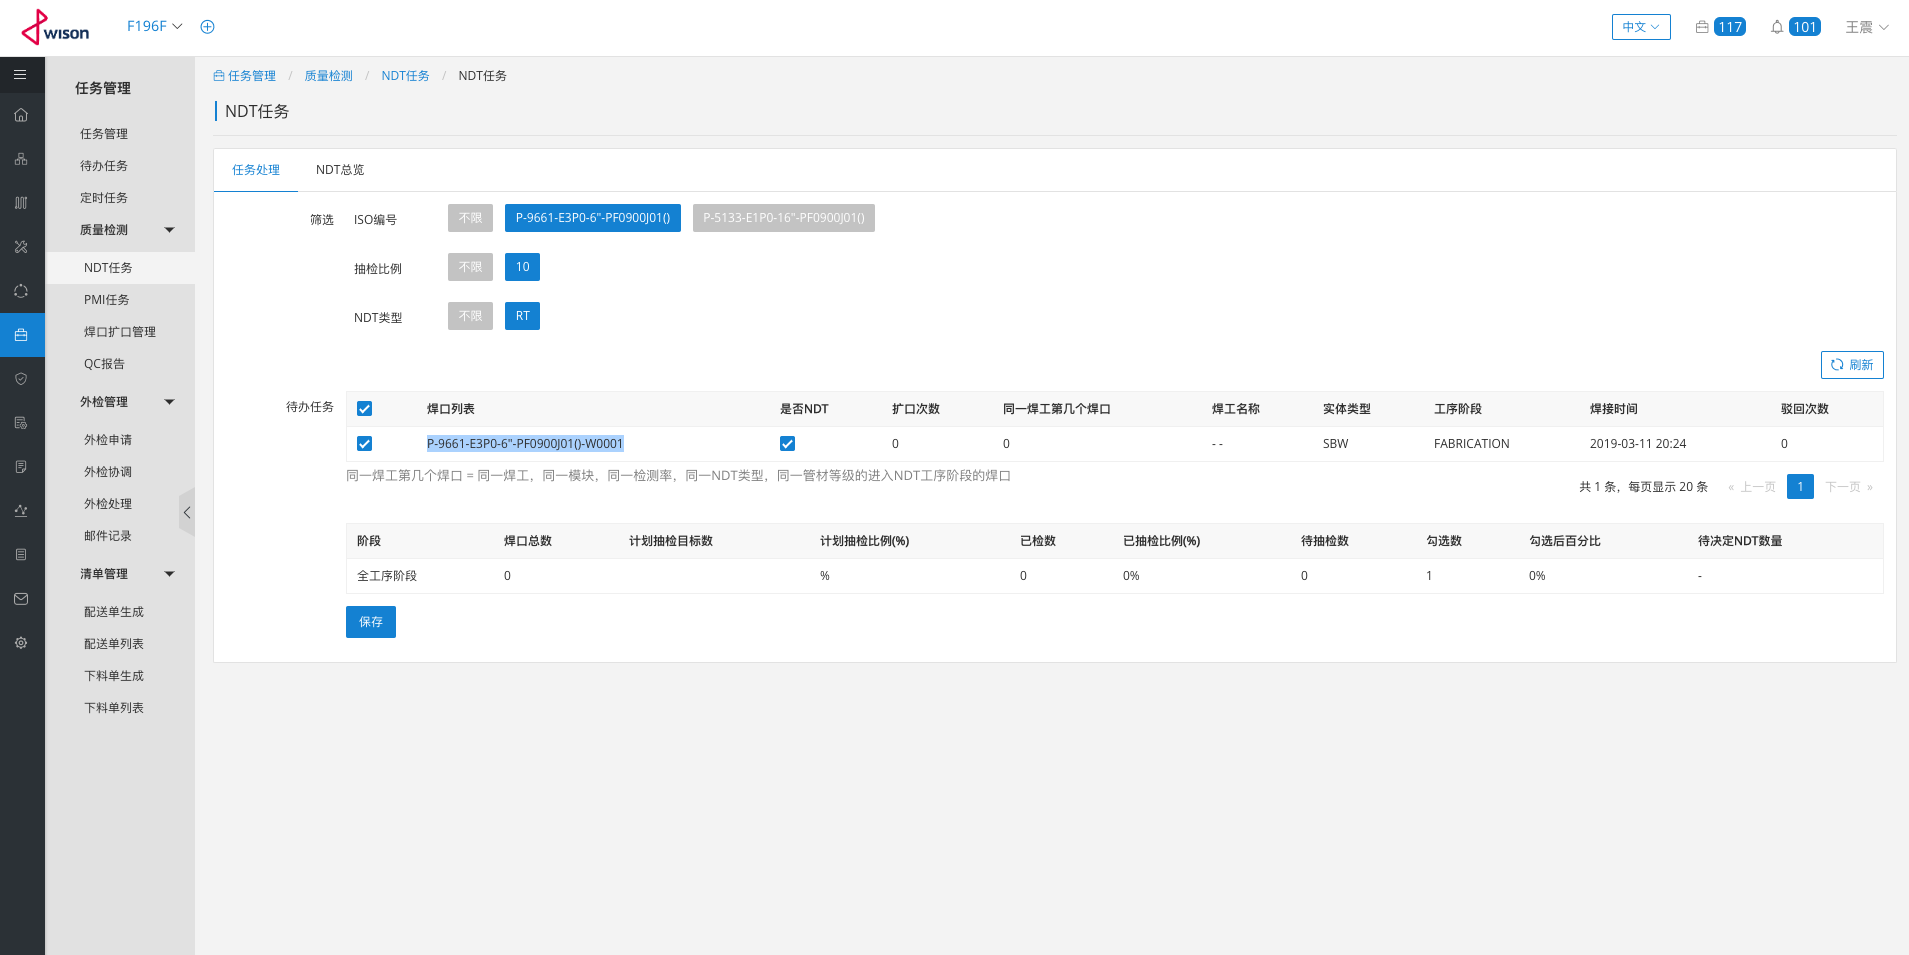 wison
F196F
中文
117
101
王震
任务管理
任务管理
待办任务
定时任务
质量检测
NDT任务
PMI任务
焊口扩口管理
QC报告
外检管理
外检申请
外检协调
外检处理
邮件记录
清单管理
配送单生成
配送单列表
下料单生成
下料单列表
任务管理 / 质量检测 / NDT任务 / NDT任务
NDT任务
任务处理 NDT总览
筛选 ISO编号 不限 P-9661-E3P0-6"-PF0900J01() P-5133-E1P0-16"-PF0900J01()
抽检比例 不限 10
NDT类型 不限 RT
刷新
待办任务 焊口列表 是否NDT 扩口次数 同一焊工第几个焊口 焊工名称 实体类型 工序阶段 焊接时间 驳回次数
P-9661-E3P0-6"-PF0900J01()-W0001 0 0 - - SBW FABRICATION 2019-03-11 20:24 0
同一焊工第几个焊口 = 同一焊工，同一模块，同一检测率，同一NDT类型，同一管材等级的进入NDT工序阶段的焊口
共 1 条，每页显示 20 条 « 上一页 1 下一页 »
阶段 焊口总数 计划抽检目标数 计划抽检比例(%) 已检数 已抽检比例(%) 待抽检数 勾选数 勾选后百分比 待决定NDT数量
全工序阶段 0 % 0 0% 0 1 0% -
保存